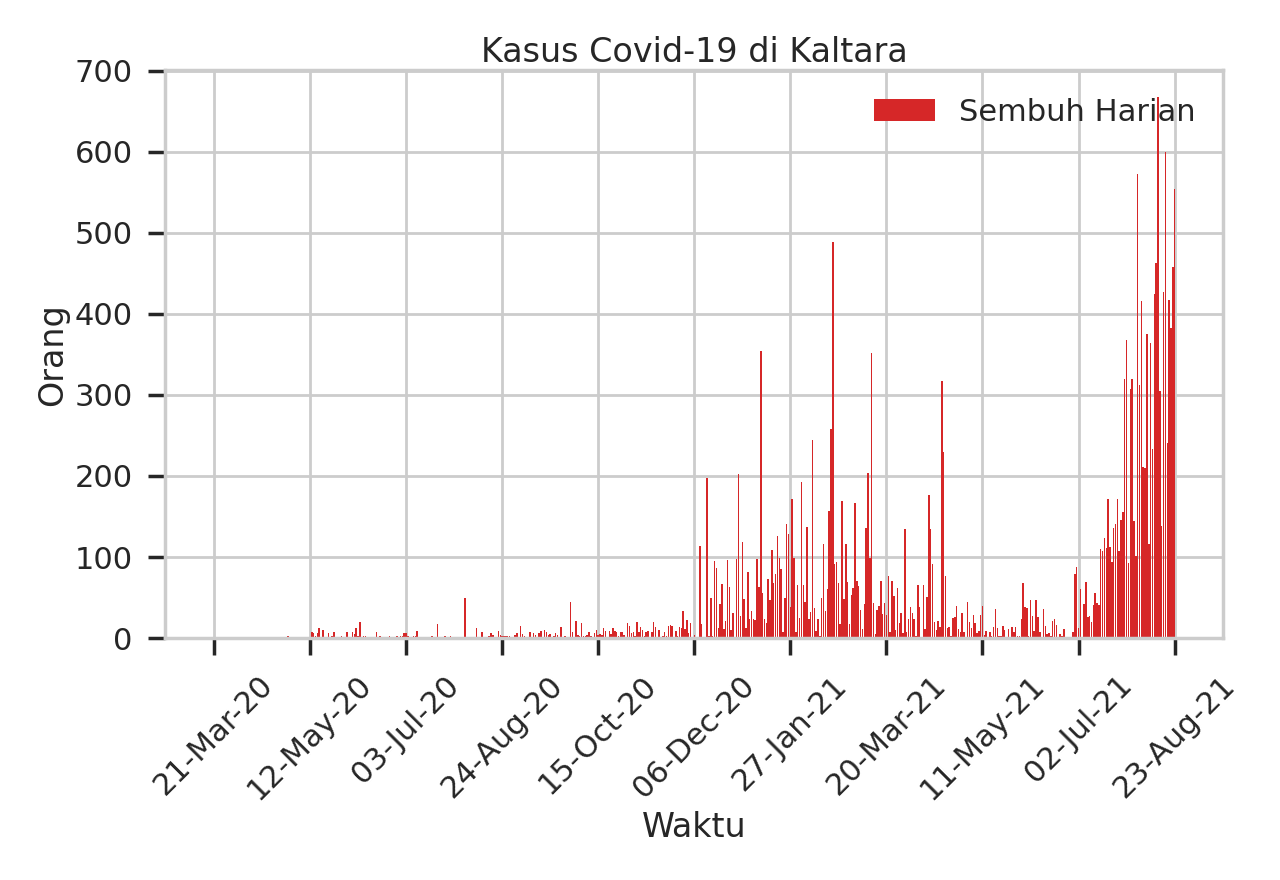 Kasus Covid-19 di Kaltara
Sembuh Harian
Orang
700
600
500
400
300
200
100
0
21-Mar-20
12-May-20
03-Jul-20
24-Aug-20
15-Oct-20
06-Dec-20
27-Jan-21
20-Mar-21
11-May-21
02-Jul-21
23-Aug-21
Waktu